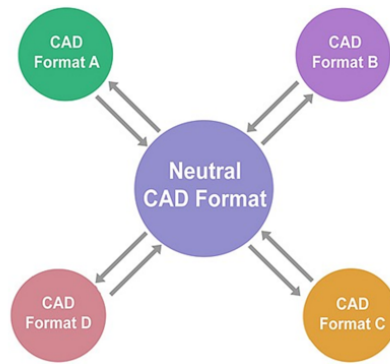 CAD
Format A
CAD
Format B
Neutral
CAD Format
CAD
Format D
CAD
Format C